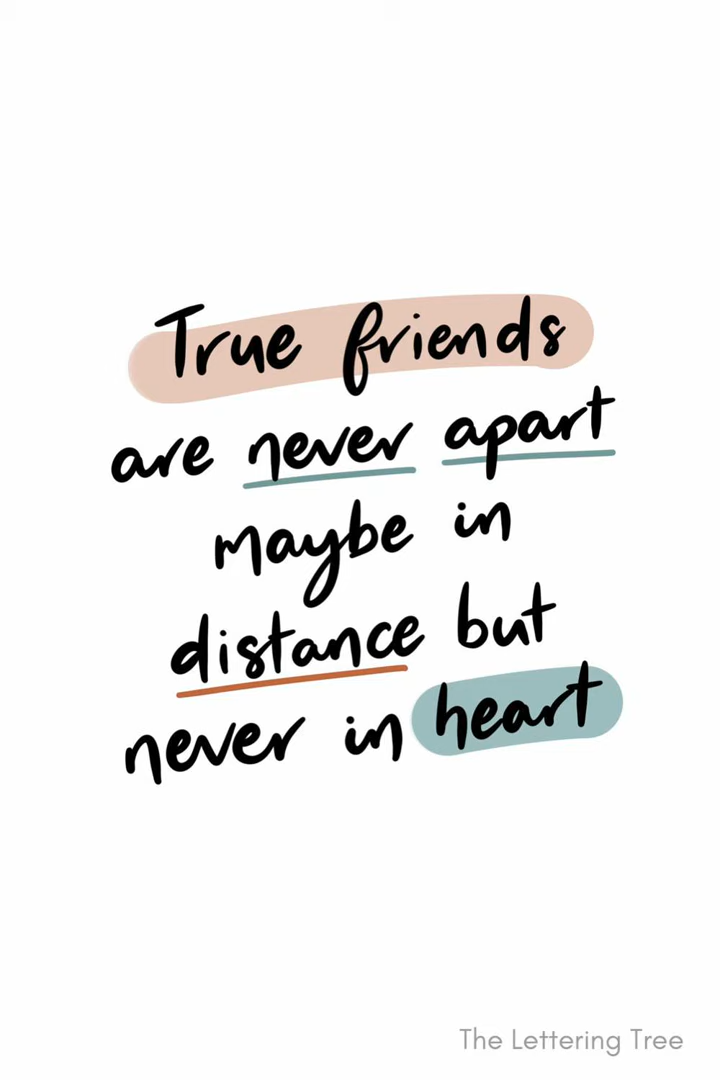 True friends
are never apart
maybe in
distance but
never in heart
The Lettering Tree